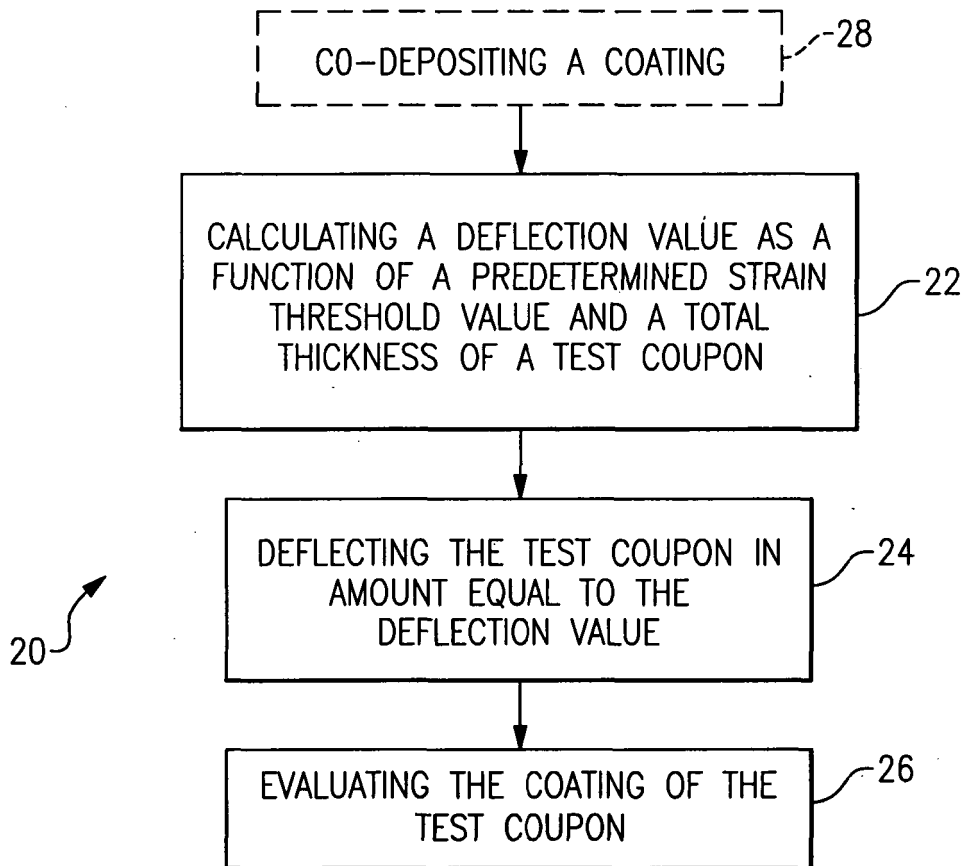 CO-DEPOSITING A COATING
28
CALCULATING A DEFLECTION VALUE AS A
FUNCTION OF A PREDETERMINED STRAIN
THRESHOLD VALUE AND A TOTAL
THICKNESS OF A TEST COUPON
22
DEFLECTING THE TEST COUPON IN
AMOUNT EQUAL TO THE
DEFLECTION VALUE
24
20
EVALUATING THE COATING OF THE
TEST COUPON
26